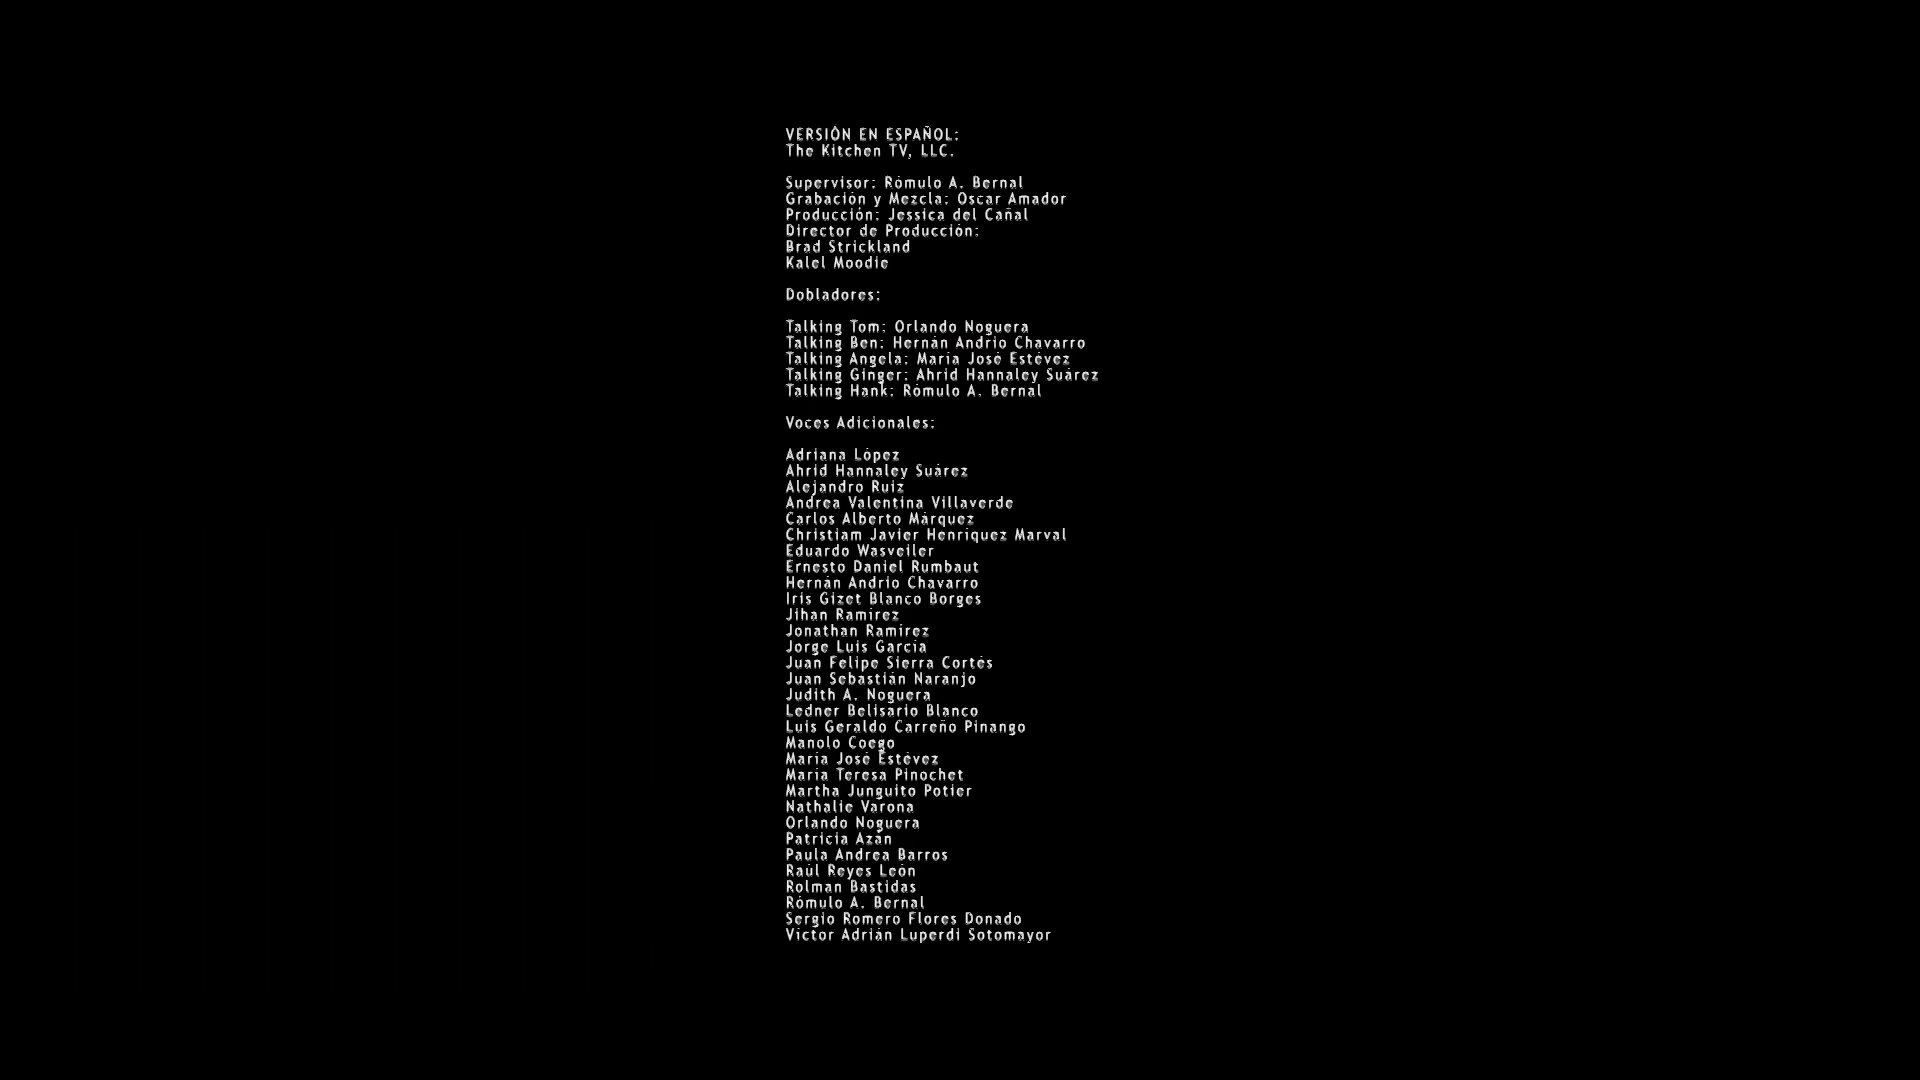 VERSIÓN EN ESPAÑOL:
The Kitchen TV, LLC.
Supervisor: Rómulo A. Bernal
Grabación y Mezcla: Oscar Amador
Producción: Jessica del Cañal
Director de Producción:
Brad Strickland
Kalel Moodie
Dobladores:
Talking Tom: Orlando Noguera
Talking Ben: Hernán Andrio Chavarro
Talking Angela: María José Estévez
Talking Ginger: Ahrid Hannaley Suárez
Talking Hank: Rómulo A. Bernal
Voces Adicionales:
Adriana López
Ahrid Hannaley Suárez
Alejandro Ruiz
Andrea Valentina Villaverde
Carlos Alberto Márquez
Christiam Javier Henríquez Marval
Eduardo Wasveiler
Ernesto Daniel Rumbaut
Hernán Andrio Chavarro
Iris Gizet Blanco Borges
Jihan Ramírez
Jonathan Ramírez
Jorge Luis García
Juan Felipe Sierra Cortés
Juan Sebastián Naranjo
Judith A. Noguera
Ledner Belisario Blanco
Luis Geraldo Carreño Pinango
Manolo Coego
María José Estévez
María Teresa Pinochet
Martha Junguito Potier
Nathalie Varona
Orlando Noguera
Patricia Azán
Paula Andrea Barros
Raúl Reyes León
Rolman Bastidas
Rómulo A. Bernal
Sergio Romero Flores Donado
Víctor Adrián Luperdi Sotomayor